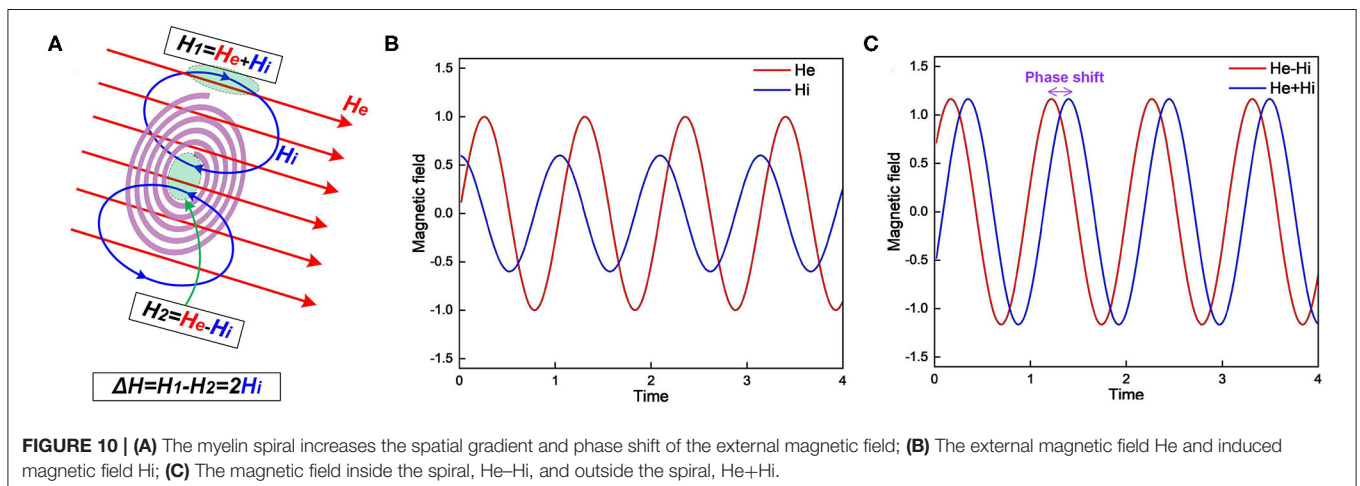 A
H1=He+Hi
He
Hi
H2=He-Hi
ΔH=H1-H2=2Hi
B
He
Hi
Magnetic field
1.5
1.0
0.5
0.0
-0.5
-1.0
-1.5
0 1 2 3 4
Time
C
Phase shift
He-Hi
He+Hi
Magnetic field
1.5
1.0
0.5
0.0
-0.5
-1.0
-1.5
0 1 2 3 4
Time
FIGURE 10 | (A) The myelin spiral increases the spatial gradient and phase shift of the external magnetic field; (B) The external magnetic field He and induced
magnetic field Hi; (C) The magnetic field inside the spiral, He–Hi, and outside the spiral, He+Hi.